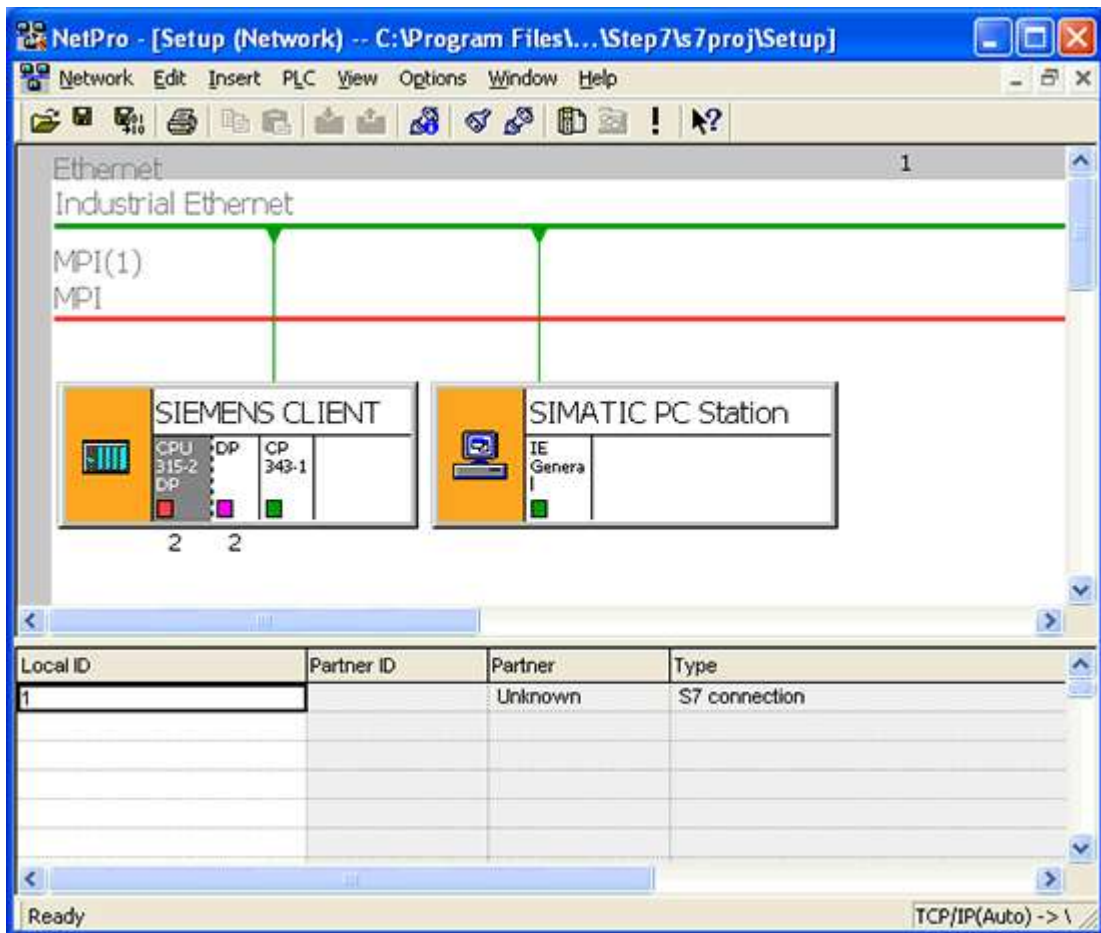 NetPro - [Setup (Network) -- C:\Program Files\...\Step7\s7proj\Setup]
Network Edit Insert PLC View Options Window Help
Ethernet 1
Industrial Ethernet
MPI(1)
MPI
SIEMENS CLIENT
CPU 315-2 DP
DP
CP 343-1
2 2
SIMATIC PC Station
IE
Genera
l
Local ID Partner ID Partner Type
1 Unknown S7 connection
Ready TCP/IP(Auto) -> \